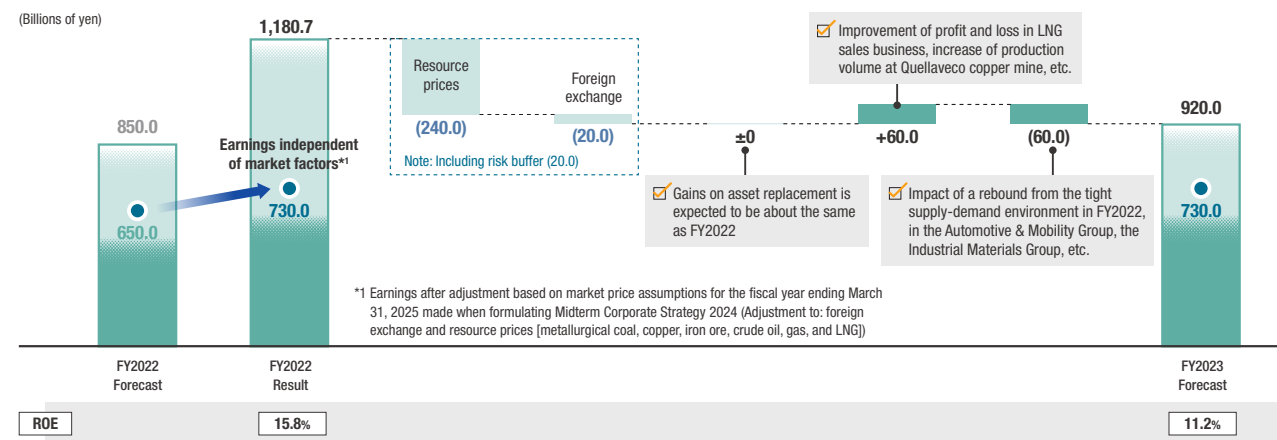 (Billions of yen)
1,180.7
850.0
Earnings independent
of market factors*1
650.0
730.0
Resource
prices
(240.0)
Foreign
exchange
(20.0)
Note: Including risk buffer (20.0)
±0
Gains on asset replacement is
expected to be about the same
as FY2022
Improvement of profit and loss in LNG
sales business, increase of production
volume at Quellaveco copper mine, etc.
+60.0
(60.0)
Impact of a rebound from the tight
supply-demand environment in FY2022,
in the Automotive & Mobility Group, the
Industrial Materials Group, etc.
920.0
730.0
*1 Earnings after adjustment based on market price assumptions for the fiscal year ending March
31, 2025 made when formulating Midterm Corporate Strategy 2024 (Adjustment to: foreign
exchange and resource prices [metallurgical coal, copper, iron ore, crude oil, gas, and LNG])
FY2022
Forecast
FY2022
Result
FY2023
Forecast
ROE
15.8%
11.2%